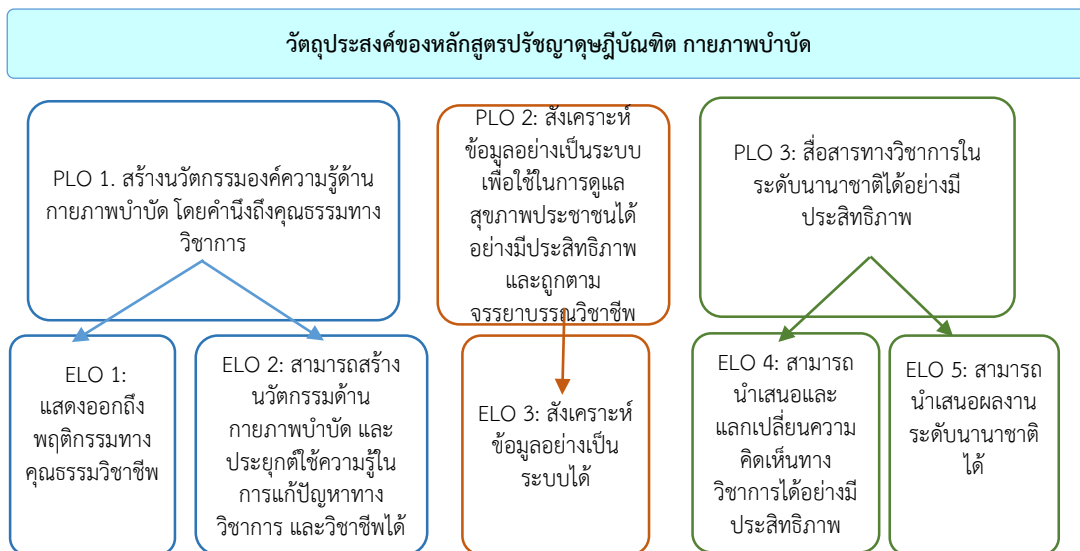 วัตถุประสงค์ของหลักสูตรปรัชญาดุษฎีบัณฑิต กายภาพบำบัด
PLO 1. สร้างนวัตกรรมองค์ความรู้ด้าน
กายภาพบำบัด โดยคำนึงถึงคุณธรรมทาง
วิชาการ
PLO 2: สังเคราะห์
ข้อมูลอย่างเป็นระบบ
เพื่อใช้ในการดูแล
สุขภาพประชาชนได้
อย่างมีประสิทธิภาพ
และถูกตาม
จรรยาบรรณวิชาชีพ
PLO 3: สื่อสารทางวิชาการใน
ระดับนานาชาติได้อย่างมี
ประสิทธิภาพ
ELO 1:
แสดงออกถึง
พฤติกรรมทาง
คุณธรรมวิชาชีพ
ELO 2: สามารถสร้าง
นวัตกรรมด้าน
กายภาพบำบัด และ
ประยุกต์ใช้ความรู้ใน
การแก้ปัญหาทาง
วิชาการ และวิชาชีพได้
ELO 3: สังเคราะห์
ข้อมูลอย่างเป็น
ระบบได้
ELO 4: สามารถ
นำเสนอและ
แลกเปลี่ยนความ
คิดเห็นทาง
วิชาการได้อย่างมี
ประสิทธิภาพ
ELO 5: สามารถ
นำเสนอผลงาน
ระดับนานาชาติ
ได้